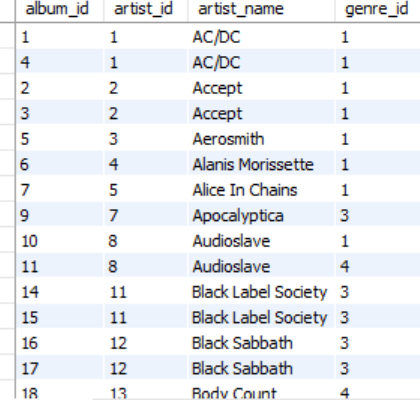 album_id artist_id artist_name genre_id
1 1 AC/DC 1
4 1 AC/DC 1
2 2 Accept 1
3 2 Accept 1
5 3 Aerosmith 1
6 4 Alanis Morissette 1
7 5 Alice In Chains 1
9 7 Apocalyptica 3
10 8 Audioslave 1
11 8 Audioslave 4
14 11 Black Label Society 3
15 11 Black Label Society 3
16 12 Black Sabbath 3
17 12 Black Sabbath 3
18 13 Body Count 4